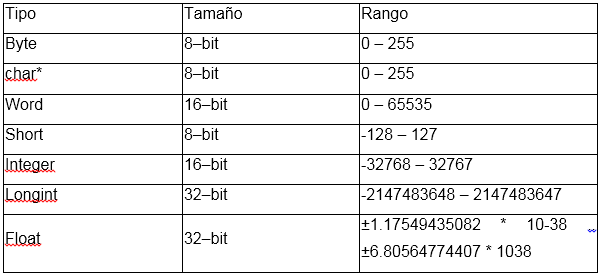 Tipo Tamaño Rango
Byte 8–bit 0 – 255
char* 8–bit 0 – 255
Word 16–bit 0 – 65535
Short 8–bit -128 – 127
Integer 16–bit -32768 – 32767
Longint 32–bit -2147483648 – 2147483647
Float 32–bit ±1.17549435082 * 10-38
±6.80564774407 * 1038